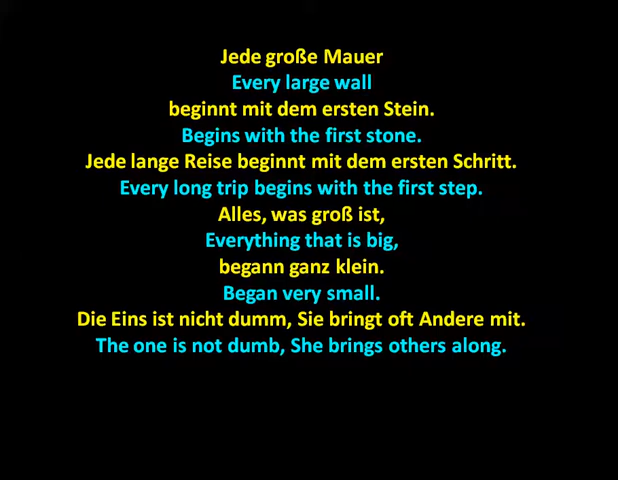 Jede große Mauer
Every large wall
beginnt mit dem ersten Stein.
Begins with the first stone.
Jede lange Reise beginnt mit dem ersten Schritt.
Every long trip begins with the first step.
Alles, was groß ist,
Everything that is big,
begann ganz klein.
Began very small.
Die Eins ist nicht dumm, Sie bringt oft Andere mit.
The one is not dumb, She brings others along.